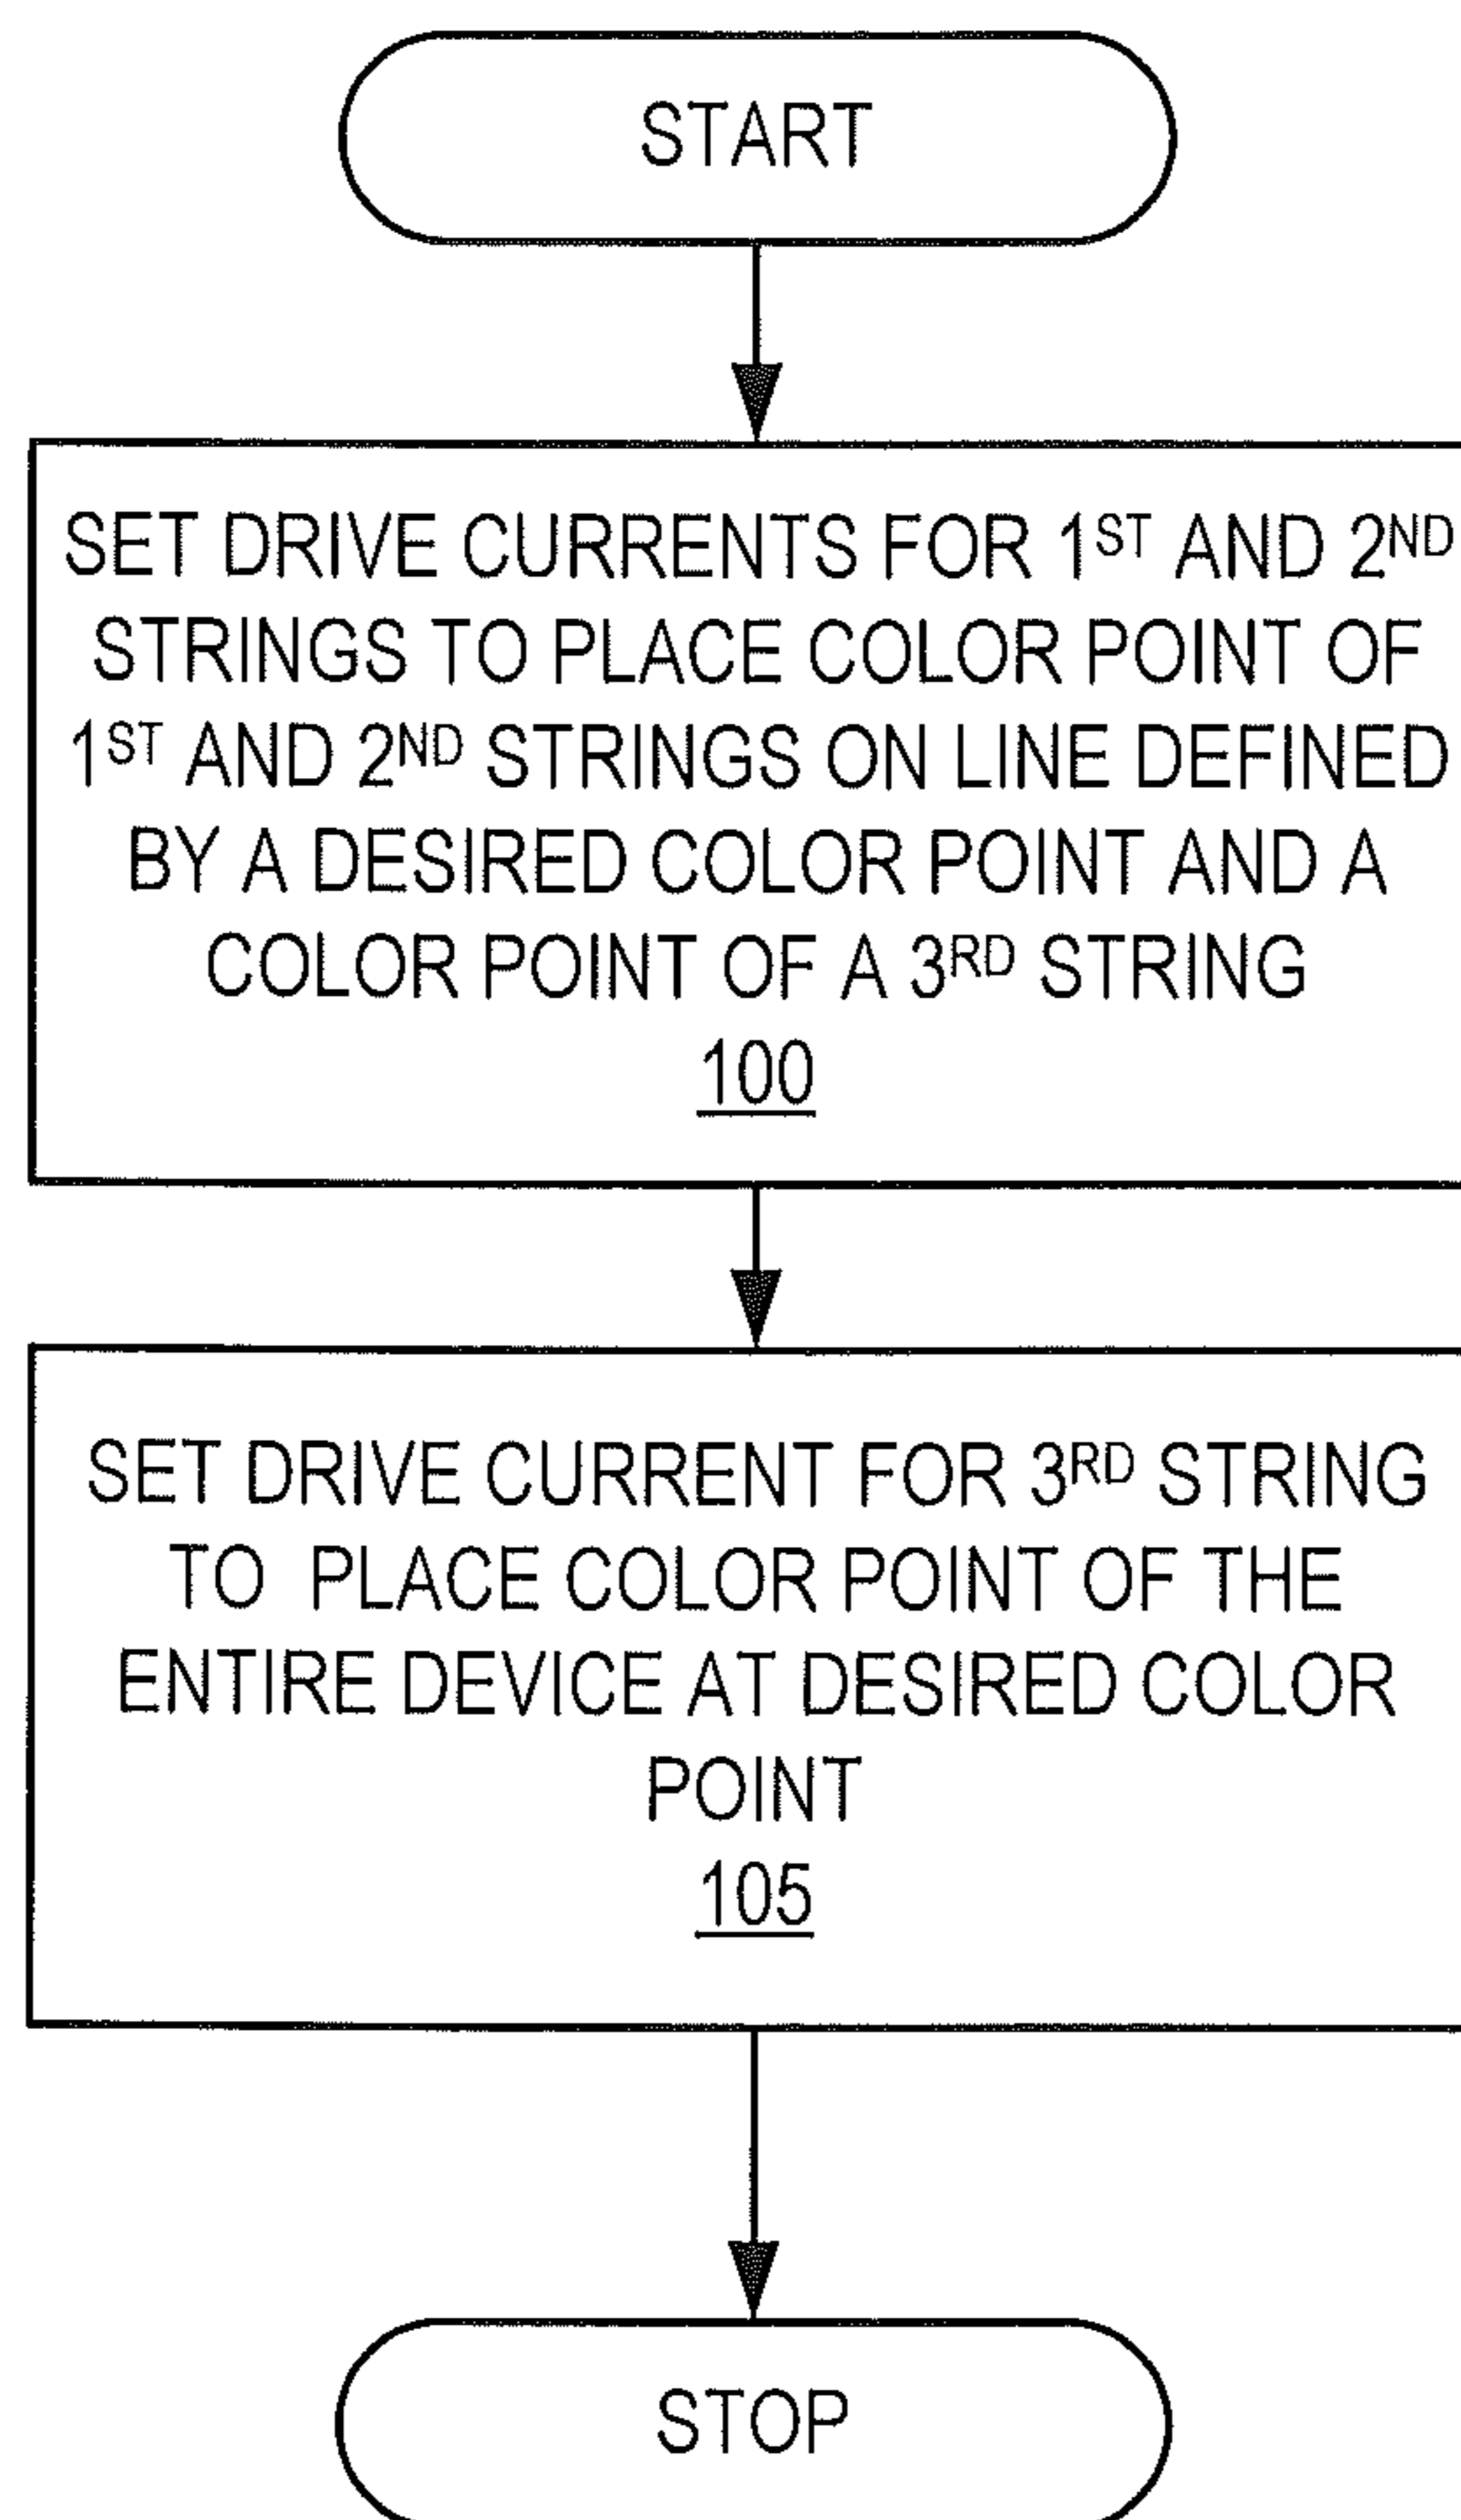 START
SET DRIVE CURRENTS FOR 1ST AND 2ND
STRINGS TO PLACE COLOR POINT OF
1ST AND 2ND STRINGS ON LINE DEFINED
BY A DESIRED COLOR POINT AND A
COLOR POINT OF A 3RD STRING
100
SET DRIVE CURRENT FOR 3RD STRING
TO PLACE COLOR POINT OF THE
ENTIRE DEVICE AT DESIRED COLOR
POINT
105
STOP